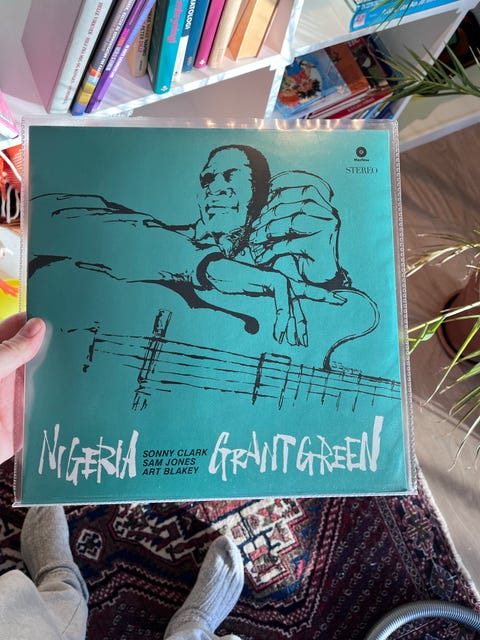 STEREO
NIGERIA
SONNY CLARK
SAM JONES
ART BLAKEY
GRANT GREEN